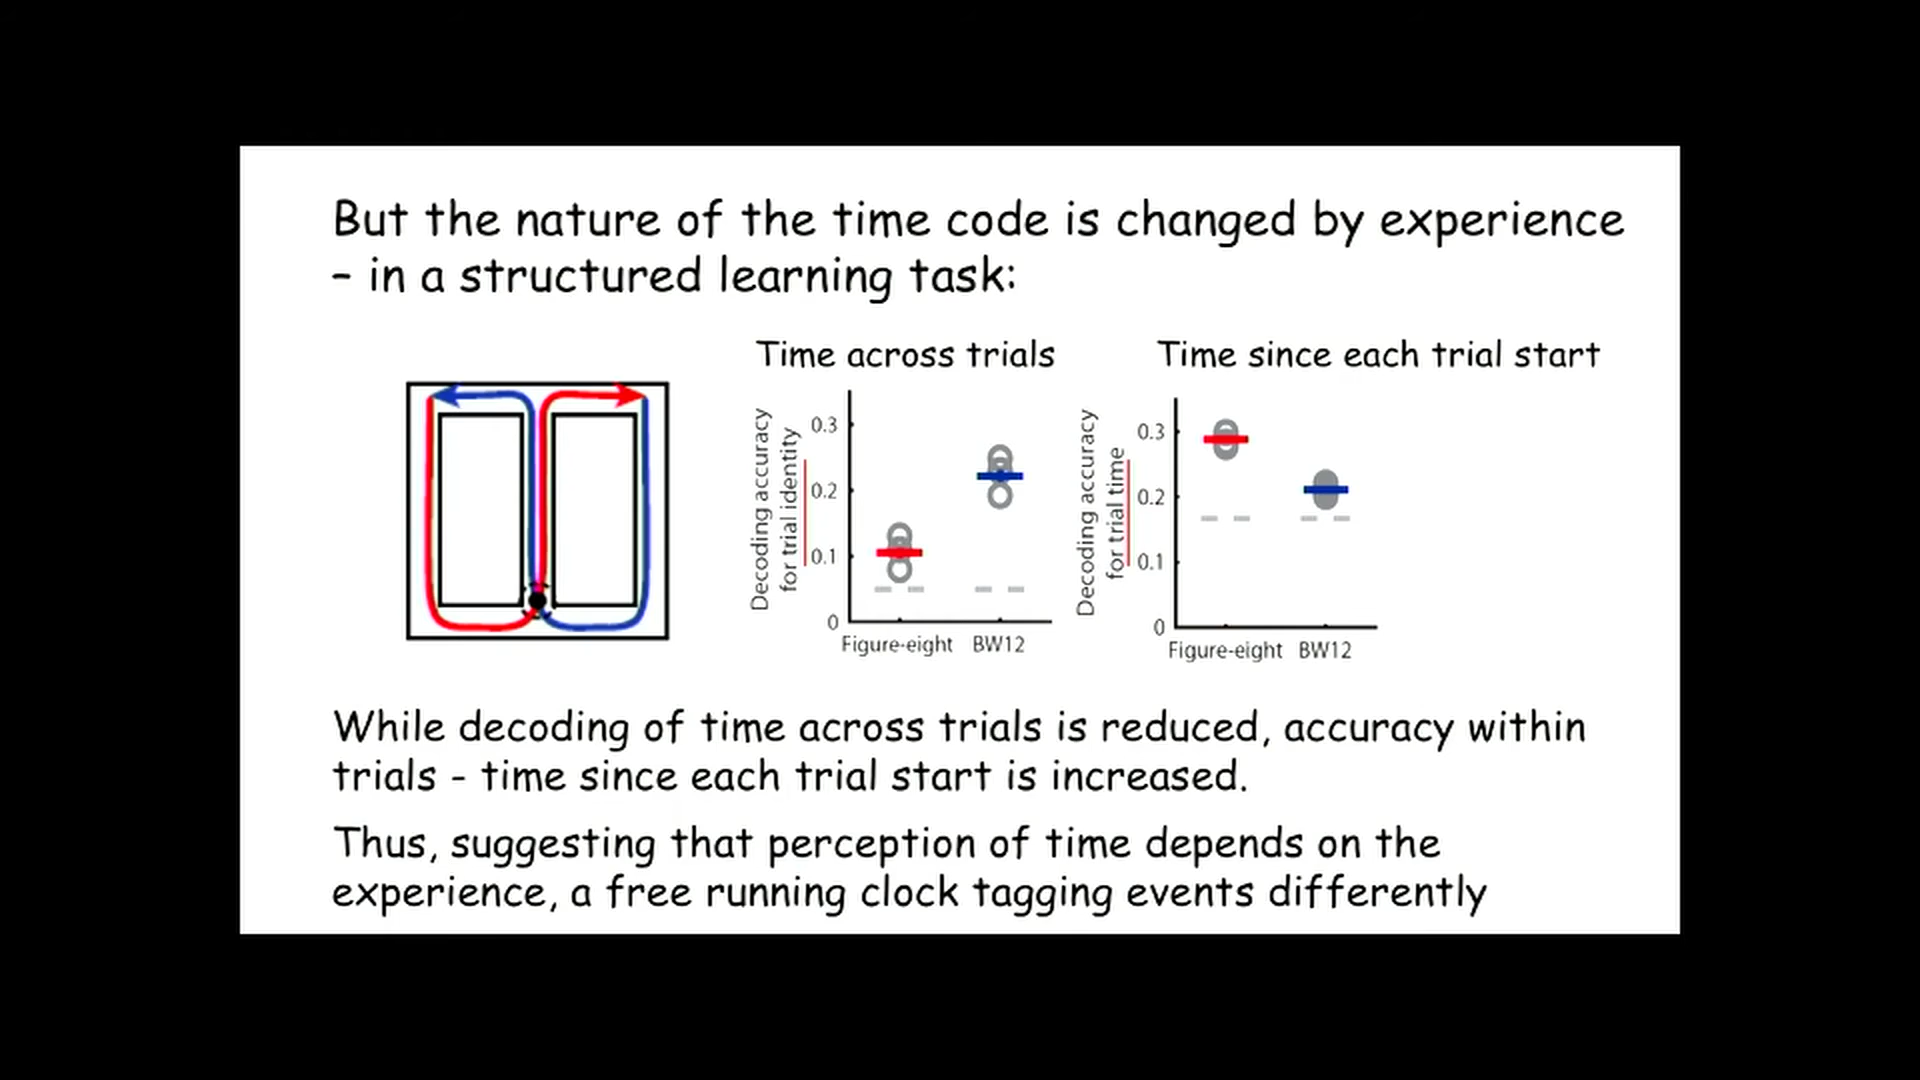 But the nature of the time code is changed by experience
– in a structured learning task:
Time across trials
Decoding accuracy
for trial identity
0.3
0.2
0.1
0
Figure-eight BW12
Time since each trial start
Decoding accuracy
for trial time
0.3
0.2
0.1
0
Figure-eight BW12
While decoding of time across trials is reduced, accuracy within
trials - time since each trial start is increased.
Thus, suggesting that perception of time depends on the
experience, a free running clock tagging events differently